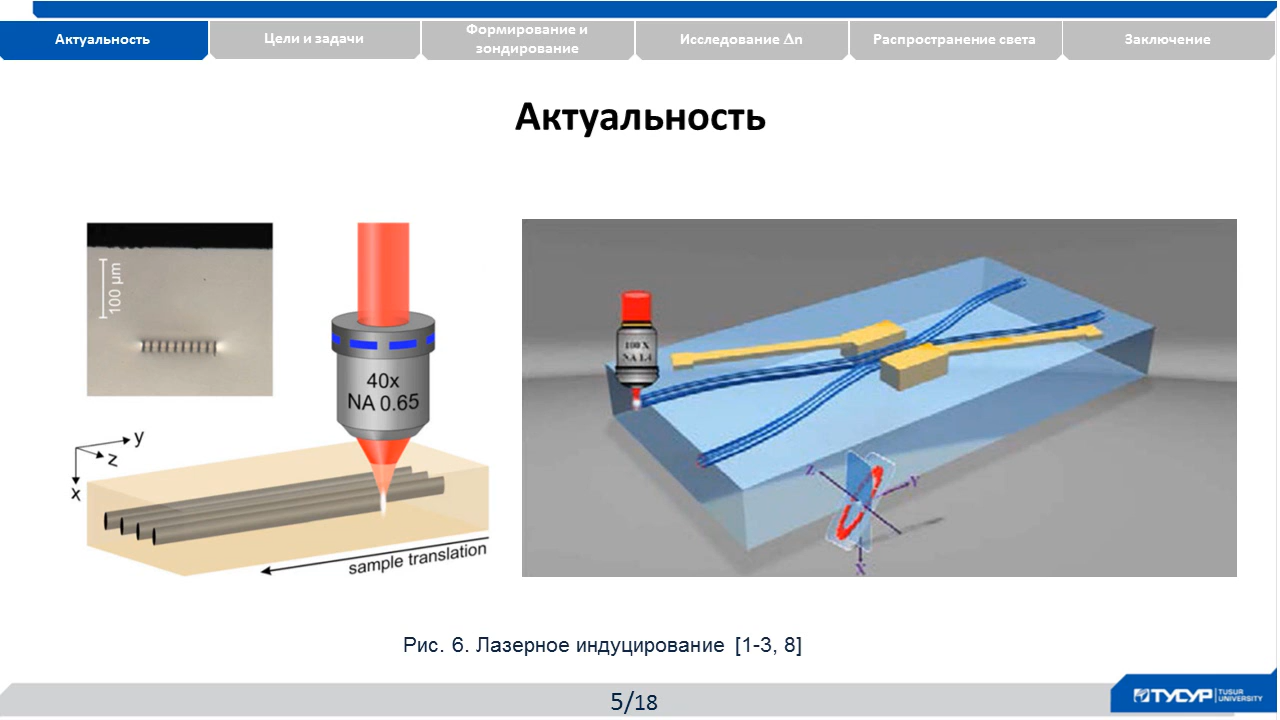 Актуальность
Цели и задачи
Формирование и
зондирование
Исследование Δn
Распространение света
Заключение
Актуальность
100 µm
40x
NA 0.65
y
z
x
sample translation
100 X
NA 1.4
Z
Y
X
Рис. 6. Лазерное индуцирование [1-3, 8]
5/18
ТУСУР
TUSUR
UNIVERSITY